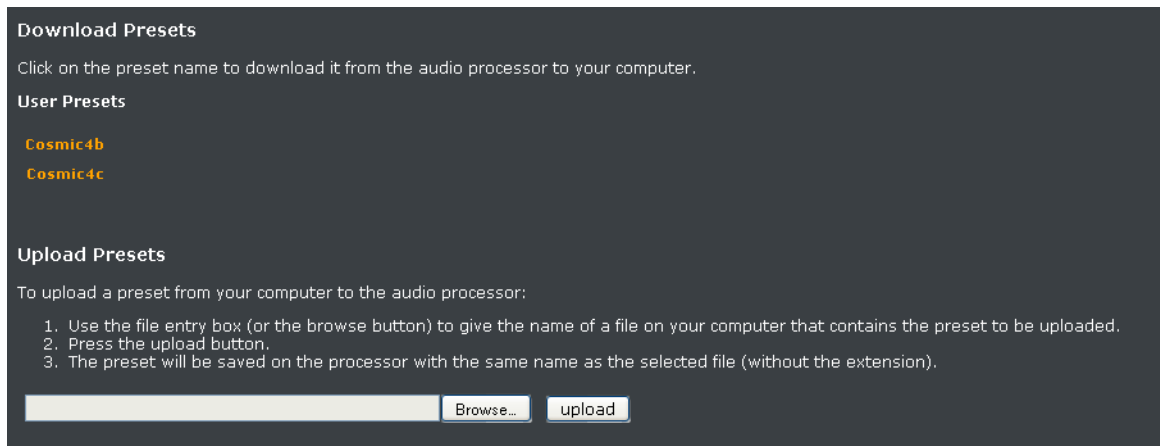 Download Presets
Click on the preset name to download it from the audio processor to your computer.
User Presets
Cosmic4b
Cosmic4c
Upload Presets
To upload a preset from your computer to the audio processor:
1. Use the file entry box (or the browse button) to give the name of a file on your computer that contains the preset to be uploaded.
2. Press the upload button.
3. The preset will be saved on the processor with the same name as the selected file (without the extension).
Browse... upload